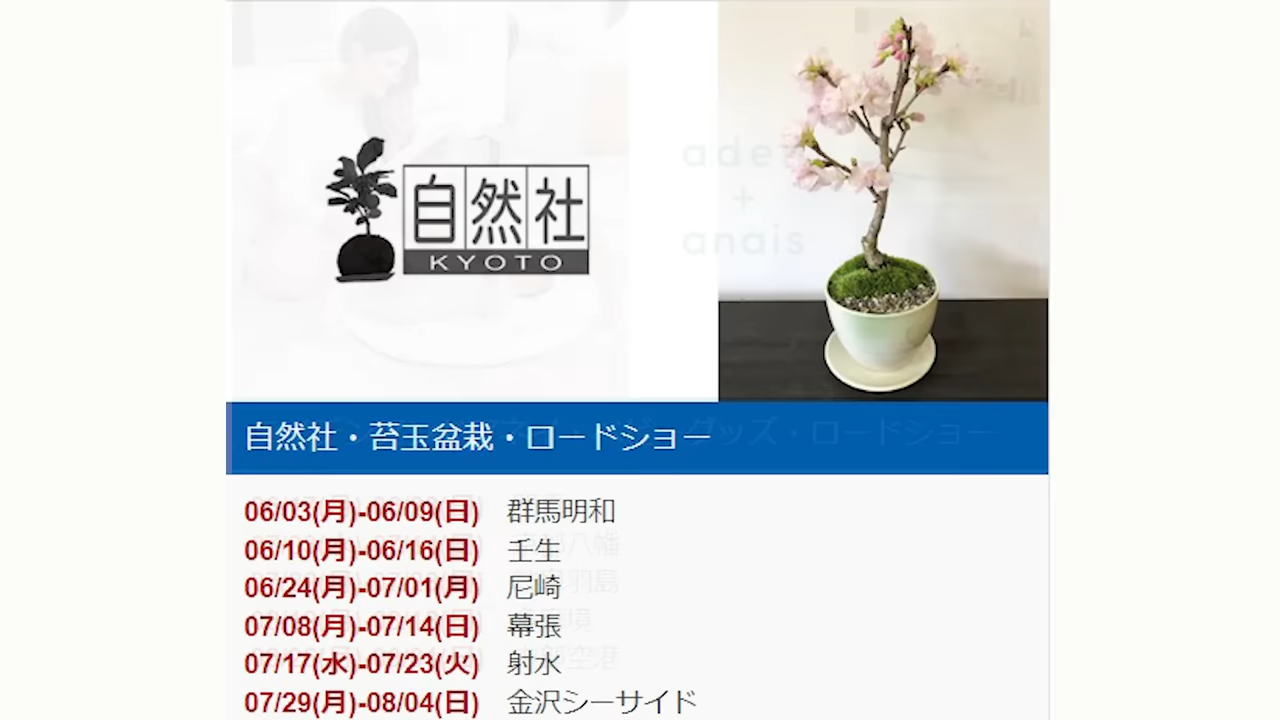 自然社
KYOTO
aden
+
anais
自然社・苔玉盆栽・ロードショー
06/03(月)-06/09(日) 群馬明和
06/10(月)-06/16(日) 壬生
06/24(月)-07/01(月) 尼崎
07/08(月)-07/14(日) 幕張
07/17(水)-07/23(火) 射水
07/29(月)-08/04(日) 金沢シーサイド